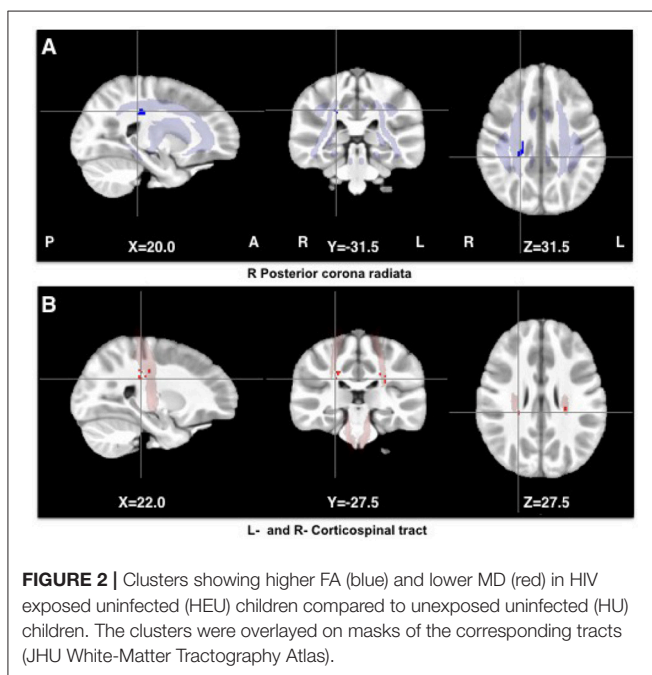 A
P
X=20.0
A
R
Y=-31.5
L
R
Z=31.5
L
R Posterior corona radiata
B
X=22.0
Y=-27.5
Z=27.5
L- and R- Corticospinal tract
FIGURE 2 | Clusters showing higher FA (blue) and lower MD (red) in HIV
exposed uninfected (HEU) children compared to unexposed uninfected (HU)
children. The clusters were overlayed on masks of the corresponding tracts
(JHU White-Matter Tractography Atlas).